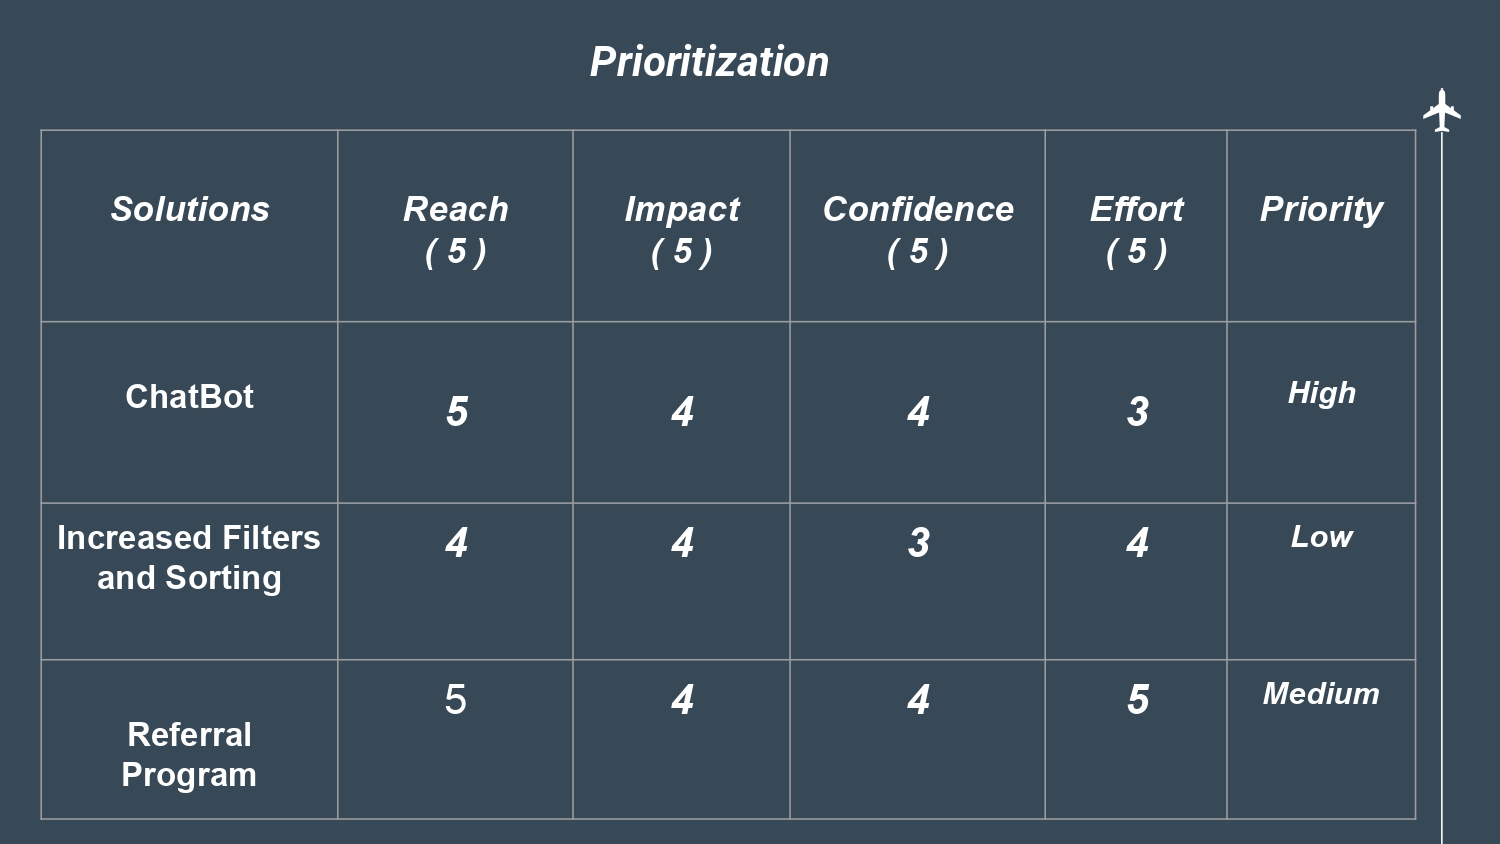 Prioritization
Solutions
Reach
( 5 )
Impact
( 5 )
Confidence
( 5 )
Effort
( 5 )
Priority
ChatBot
5
4
4
3
High
Increased Filters
and Sorting
4
4
3
4
Low
Referral
Program
5
4
4
5
Medium